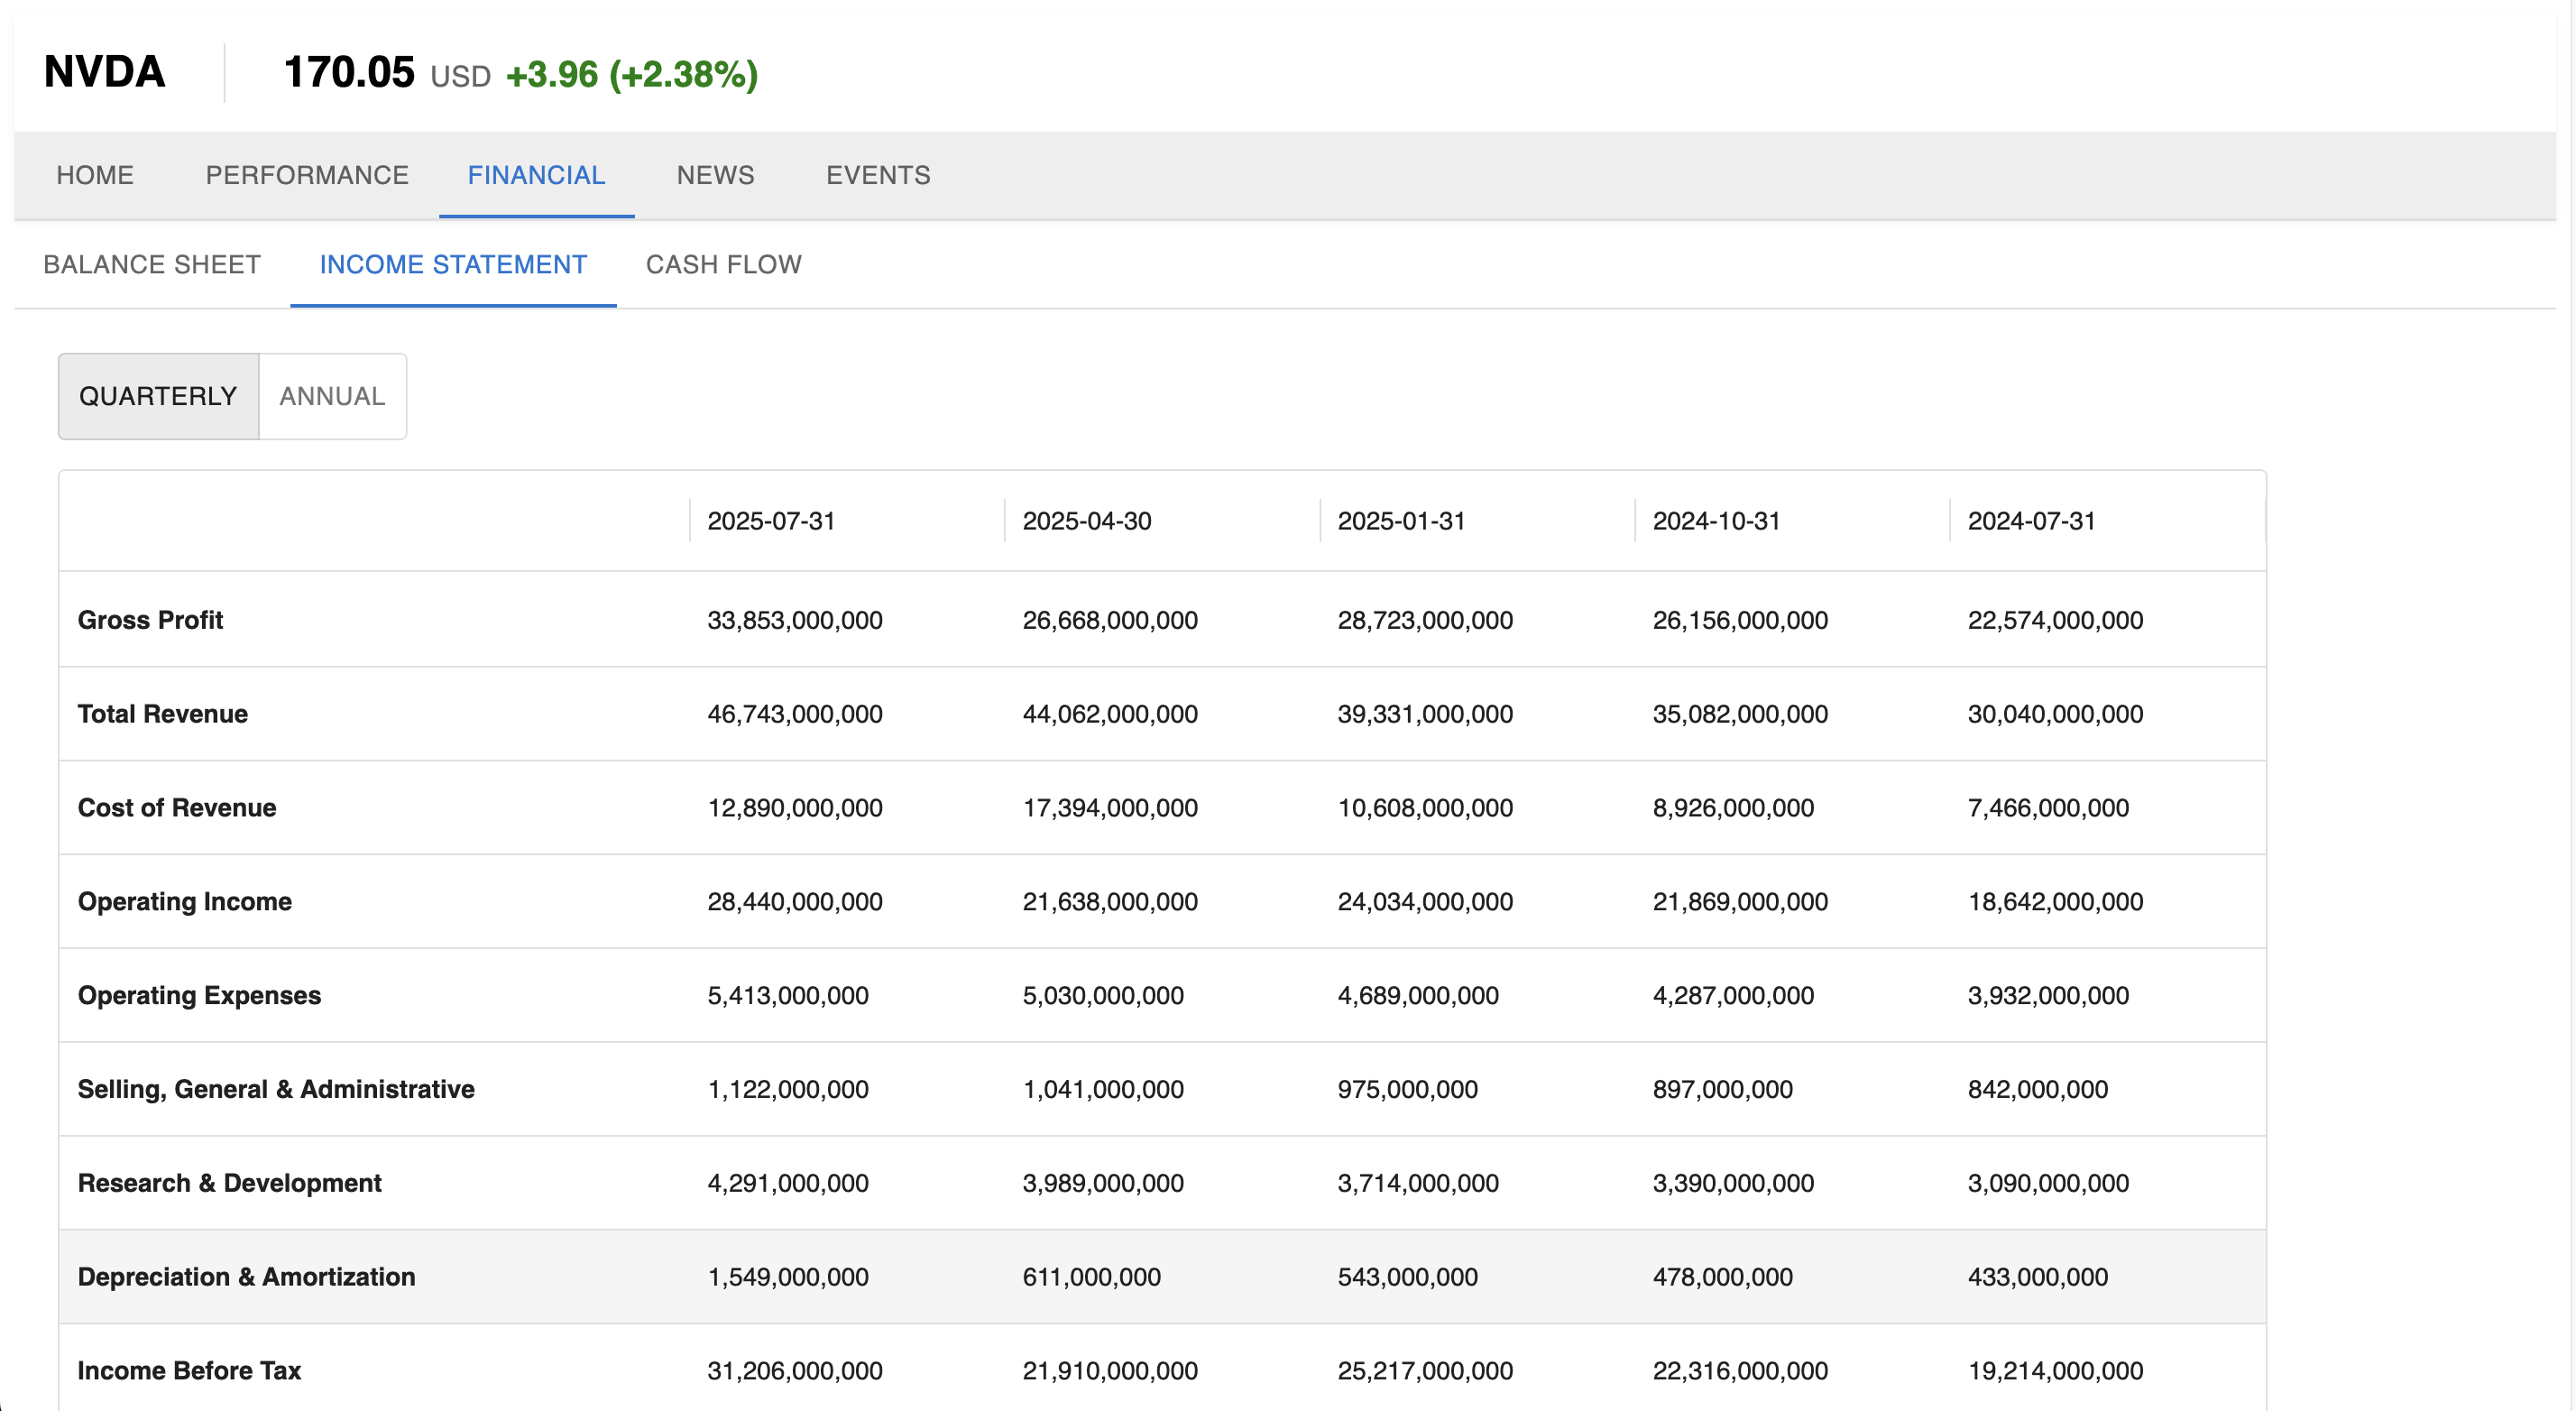 NVDA 170.05 USD +3.96 (+2.38%)
HOME PERFORMANCE FINANCIAL NEWS EVENTS
BALANCE SHEET INCOME STATEMENT CASH FLOW
QUARTERLY ANNUAL
2025-07-31 2025-04-30 2025-01-31 2024-10-31 2024-07-31
Gross Profit 33,853,000,000 26,668,000,000 28,723,000,000 26,156,000,000 22,574,000,000
Total Revenue 46,743,000,000 44,062,000,000 39,331,000,000 35,082,000,000 30,040,000,000
Cost of Revenue 12,890,000,000 17,394,000,000 10,608,000,000 8,926,000,000 7,466,000,000
Operating Income 28,440,000,000 21,638,000,000 24,034,000,000 21,869,000,000 18,642,000,000
Operating Expenses 5,413,000,000 5,030,000,000 4,689,000,000 4,287,000,000 3,932,000,000
Selling, General & Administrative 1,122,000,000 1,041,000,000 975,000,000 897,000,000 842,000,000
Research & Development 4,291,000,000 3,989,000,000 3,714,000,000 3,390,000,000 3,090,000,000
Depreciation & Amortization 1,549,000,000 611,000,000 543,000,000 478,000,000 433,000,000
Income Before Tax 31,206,000,000 21,910,000,000 25,217,000,000 22,316,000,000 19,214,000,000